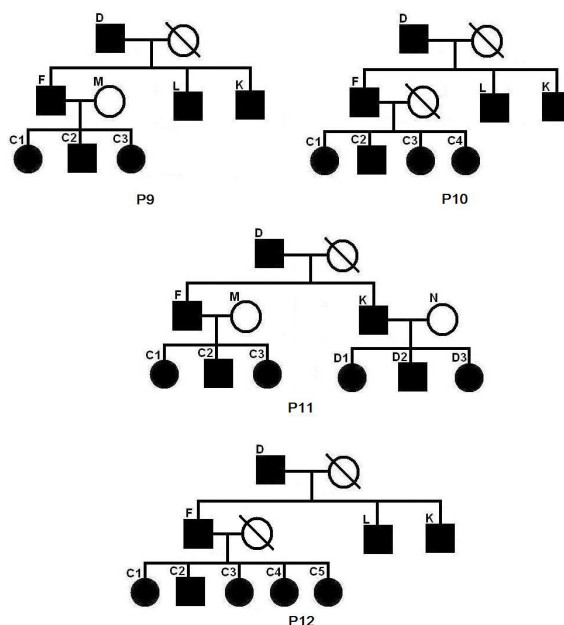 D D
F M L K F L K
C1 C2 C3 C1 C2 C3 C4
P9 P10
D
F M K N
C1 C2 C3 D1 D2 D3
P11
D
F L K
C1 C2 C3 C4 C5
P12